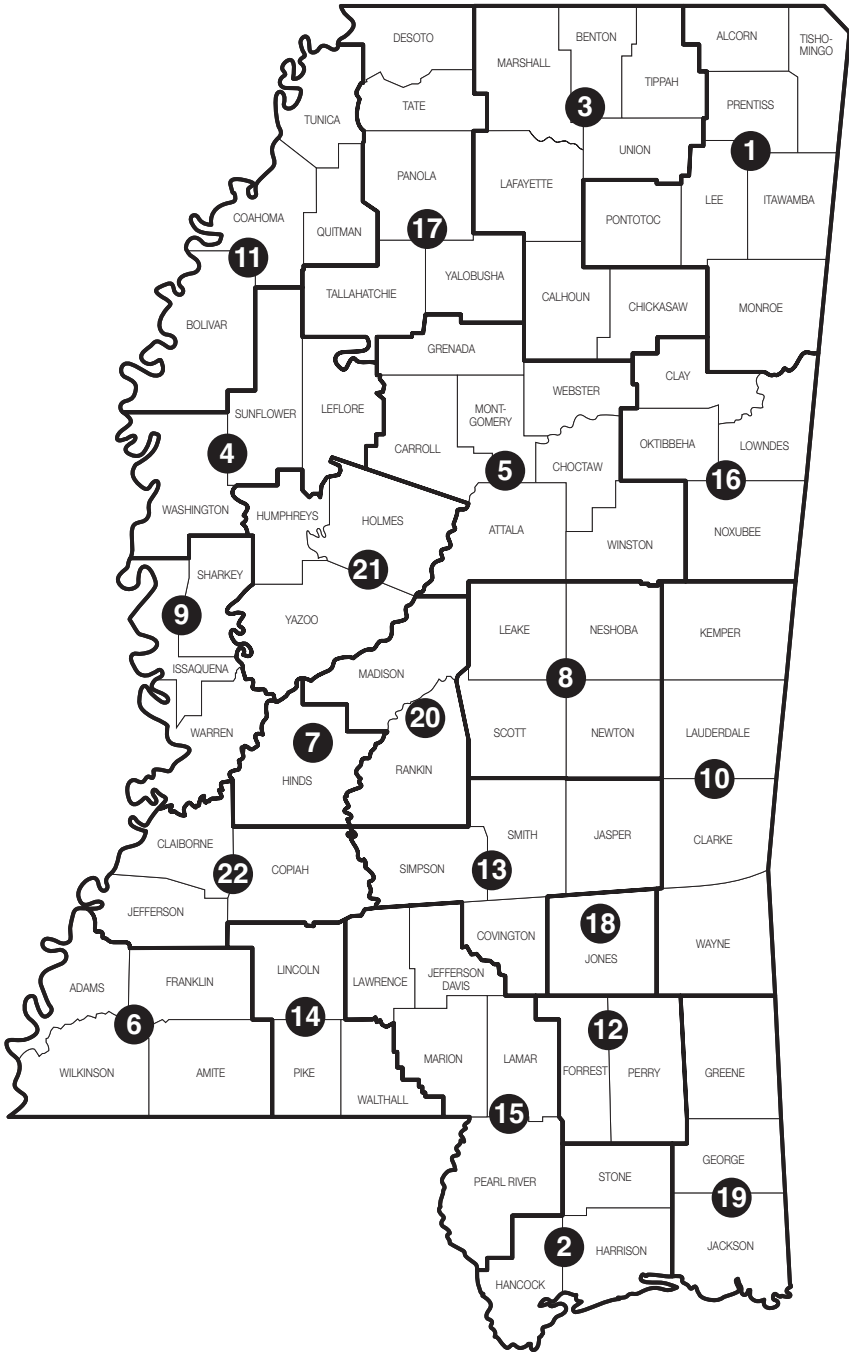 DESOTO
BENTON
ALCORN
TISHO-
MINGO
MARSHALL
TIPPAH
TATE
3
PRENTISS
TUNICA
UNION
1
PANOLA
LAFAYETTE
LEE
ITAWAMBA
COAHOMA
PONTOTOC
QUITMAN
17
11
YALOBUSHA
TALLAHATCHIE
CALHOUN
CHICKASAW
MONROE
BOLIVAR
GRENADA
CLAY
WEBSTER
SUNFLOWER
LEFLORE
MONT-
GOMERY
OKTIBBEHA
LOWNDES
4
CARROLL
5
CHOCTAW
16
WASHINGTON
HUMPHREYS
HOLMES
ATTALA
NOXUBEE
WINSTON
SHARKEY
21
9
YAZOO
LEAKE
NESHOBA
KEMPER
ISSAQUENA
MADISON
8
20
WARREN
7
SCOTT
NEWTON
LAUDERDALE
HINDS
RANKIN
10
CLAIBORNE
SMITH
JASPER
CLARKE
22
COPIAH
SIMPSON
13
JEFFERSON
18
COVINGTON
JONES
WAYNE
LINCOLN
LAWRENCE
JEFFERSON
DAVIS
ADAMS
FRANKLIN
6
14
12
WILKINSON
AMITE
PIKE
MARION
LAMAR
FORREST
PERRY
GREENE
WALTHALL
15
PEARL RIVER
STONE
GEORGE
19
2
HARRISON
JACKSON
HANCOCK